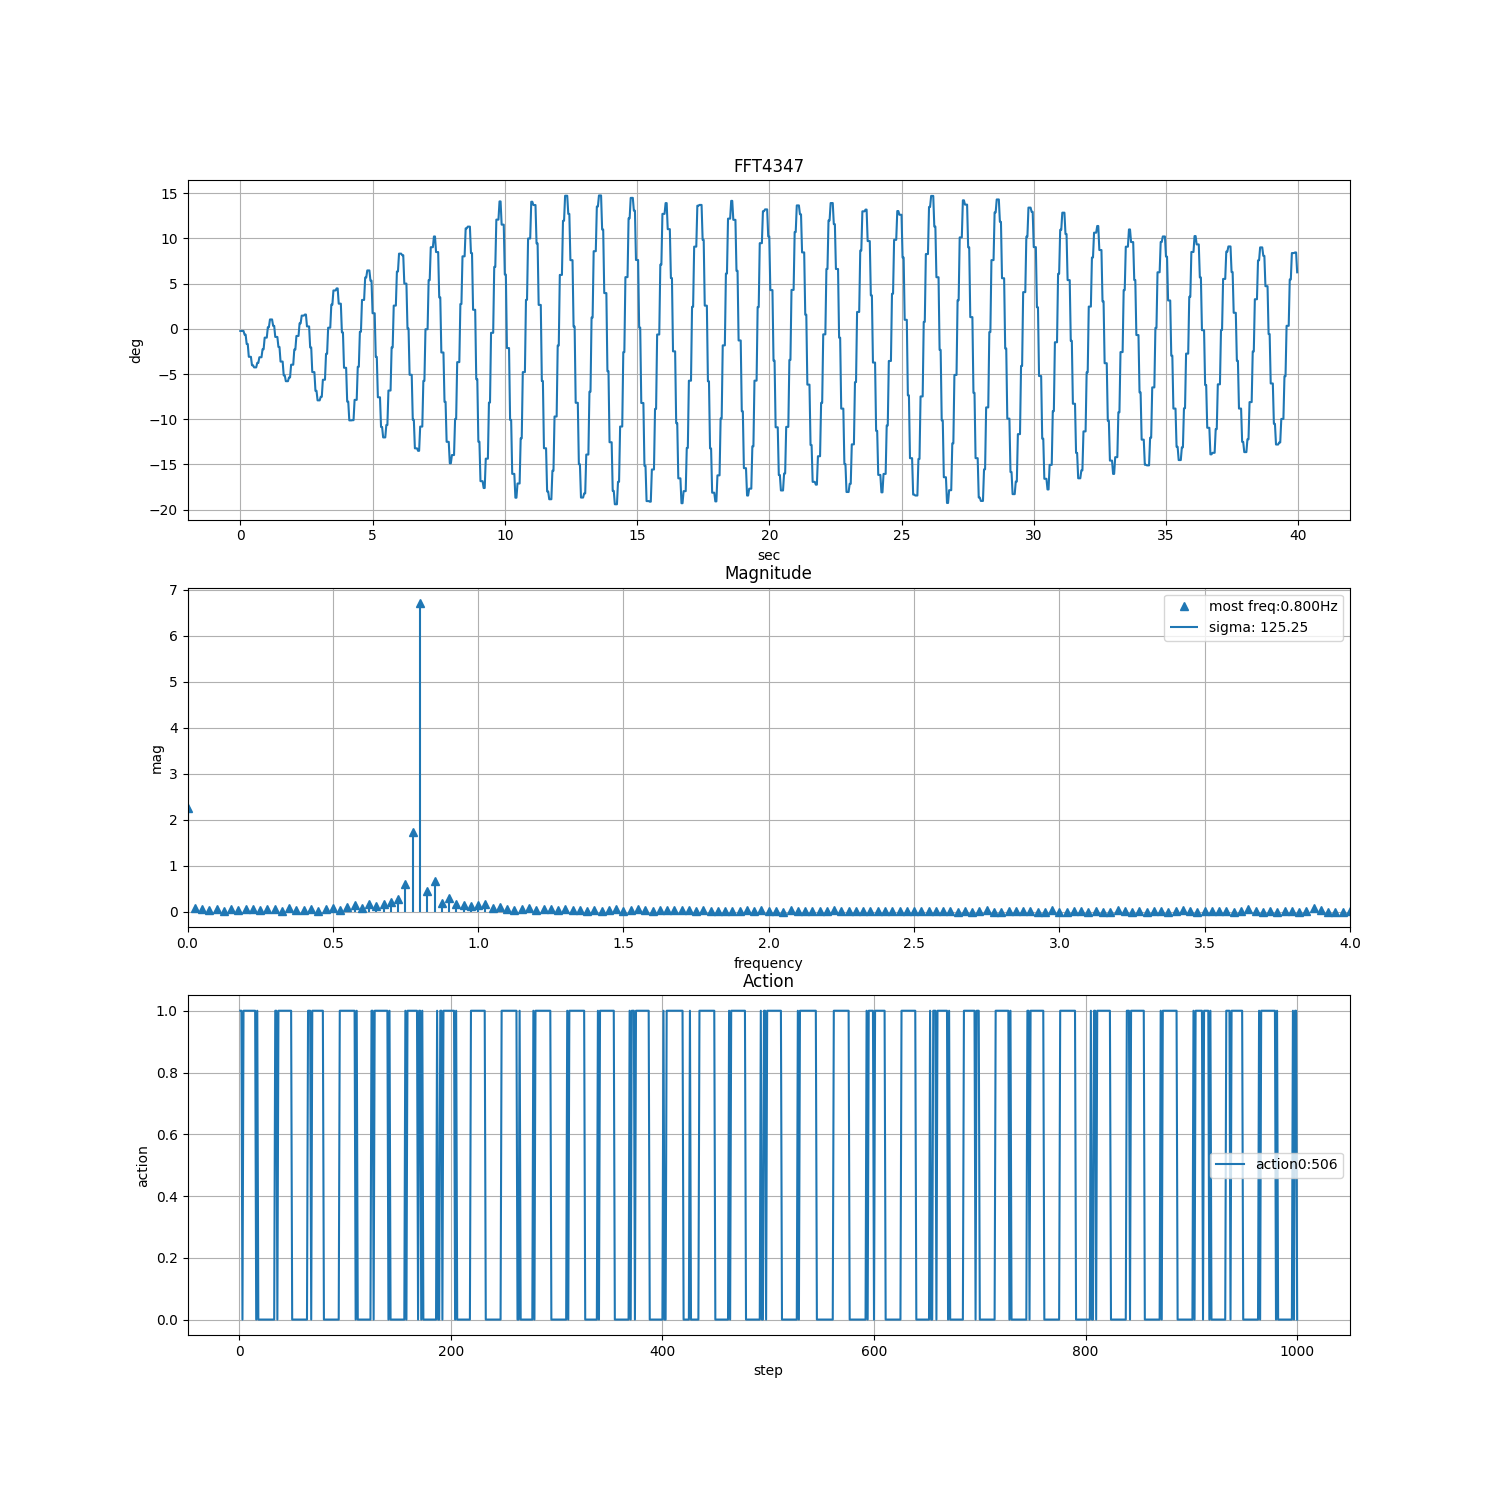 FFT4347
15
10
5
0
−5
−10
−15
−20
deg
0 5 10 15 20 25 30 35 40
sec
Magnitude
7
6
5
4
3
2
1
0
mag
most freq:0.800Hz
sigma: 125.25
0.0 0.5 1.0 1.5 2.0 2.5 3.0 3.5 4.0
frequency
Action
1.0
0.8
0.6
0.4
0.2
0.0
action
action0:506
0 200 400 600 800 1000
step